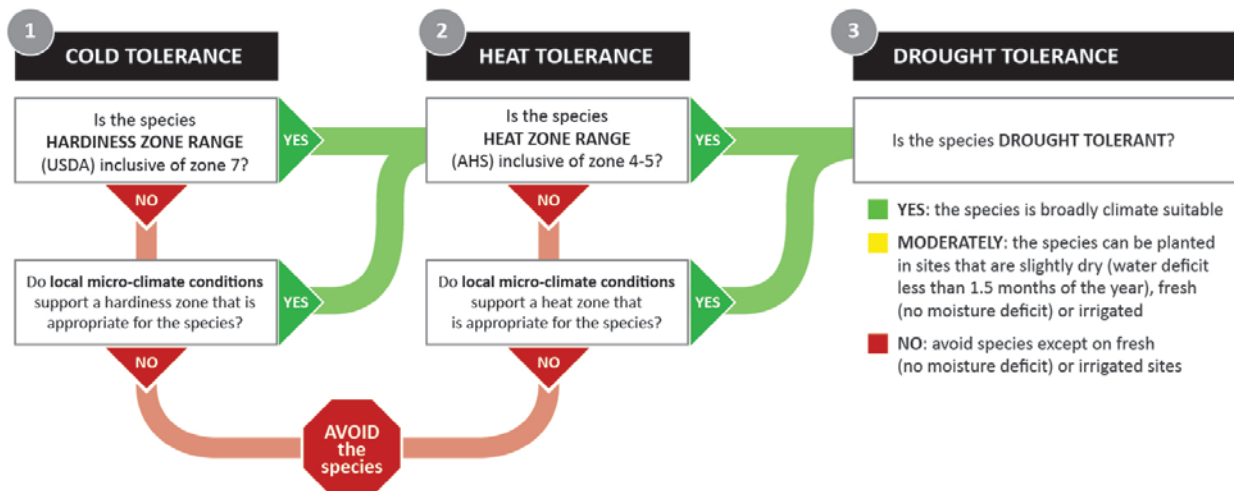 1
COLD TOLERANCE
Is the species
HARDINESS ZONE RANGE
(USDA) inclusive of zone 7?
YES
NO
Do local micro-climate conditions
support a hardiness zone that is
appropriate for the species?
YES
NO
2
HEAT TOLERANCE
Is the species
HEAT ZONE RANGE
(AHS) inclusive of zone 4-5?
YES
NO
Do local micro-climate conditions
support a heat zone that
is appropriate for the species?
YES
NO
AVOID
the
species
3
DROUGHT TOLERANCE
Is the species DROUGHT TOLERANT?
YES: the species is broadly climate suitable
MODERATELY: the species can be planted
in sites that are slightly dry (water deficit
less than 1.5 months of the year), fresh
(no moisture deficit) or irrigated
NO: avoid species except on fresh
(no moisture deficit) or irrigated sites